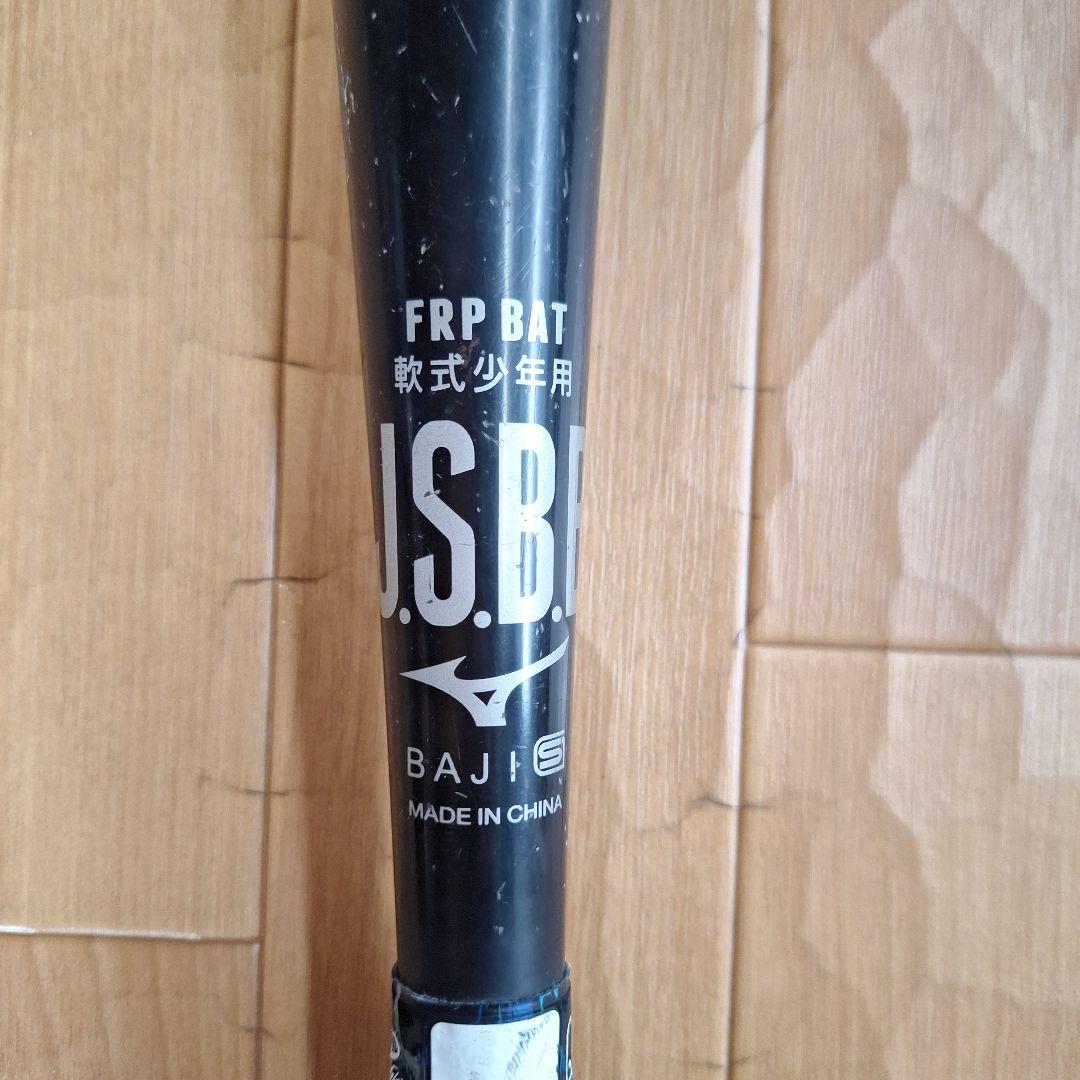 FRP BAT
軟式少年用
J.S.B.B
BAJI S
MADE IN CHINA